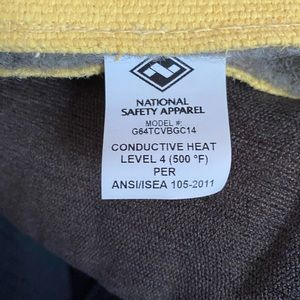 NATIONAL
SAFETY APPAREL
MODEL #:
G64TCVBGC14
CONDUCTIVE HEAT
LEVEL 4 (500 °F)
PER
ANSI/ISEA 105-2011